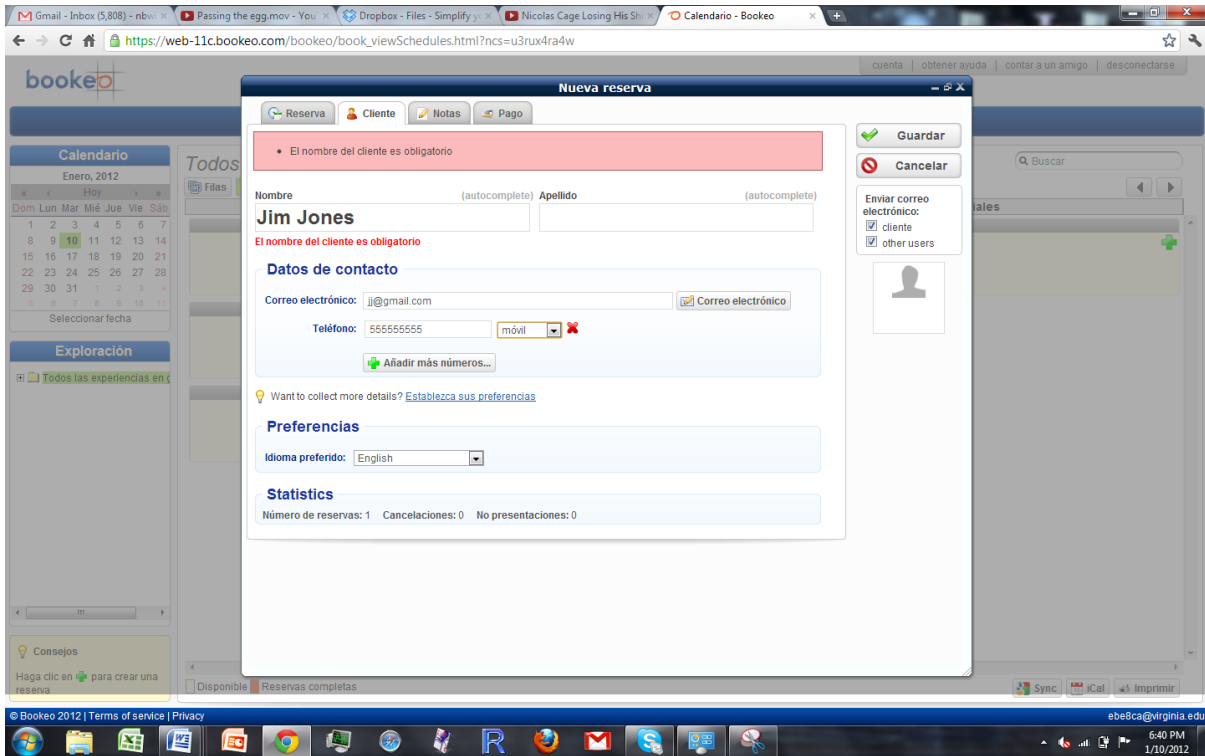 Gmail - Inbox (5,808) - nbw
Passing the egg.mov - You
Dropbox - Files - Simplify y
Nicolas Cage Losing His Shi
Calendario - Bookeo
https://web-11c.bookeo.com/bookeo/book_viewSchedules.html?ncs=u3rux4ra4w
bookeo
cuenta | obtener ayuda | contar a un amigo | desconectarse
Nueva reserva
Reserva Cliente Notas Pago
Guardar
Cancelar
• El nombre del cliente es obligatorio
Nombre (autocomplete) Apellido (autocomplete)
Jim Jones
El nombre del cliente es obligatorio
Enviar correo
electrónico:
cliente
other users
Datos de contacto
Correo electrónico: jj@gmail.com Correo electrónico
Teléfono: 555555555 móvil
Añadir más números...
Want to collect more details? Establezca sus preferencias
Preferencias
Idioma preferido: English
Statistics
Número de reservas: 1 Cancelaciones: 0 No presentaciones: 0
Calendario
Enero, 2012
« ‹ Hoy › »
Dom Lun Mar Mié Jue Vie Sáb
1 2 3 4 5 6 7
8 9 10 11 12 13 14
15 16 17 18 19 20 21
22 23 24 25 26 27 28
29 30 31 1 2 3 4
5 6 7 8 9 10 11
Seleccionar fecha
Exploración
Todos las experiencias en g
Todos
Filas
Buscar
iales
Consejos
Haga clic en para crear una
reserva
Disponible Reservas completas
Sync iCal Imprimir
© Bookeo 2012 | Terms of service | Privacy
ebe8ca@virginia.edu
6:40 PM
1/10/2012